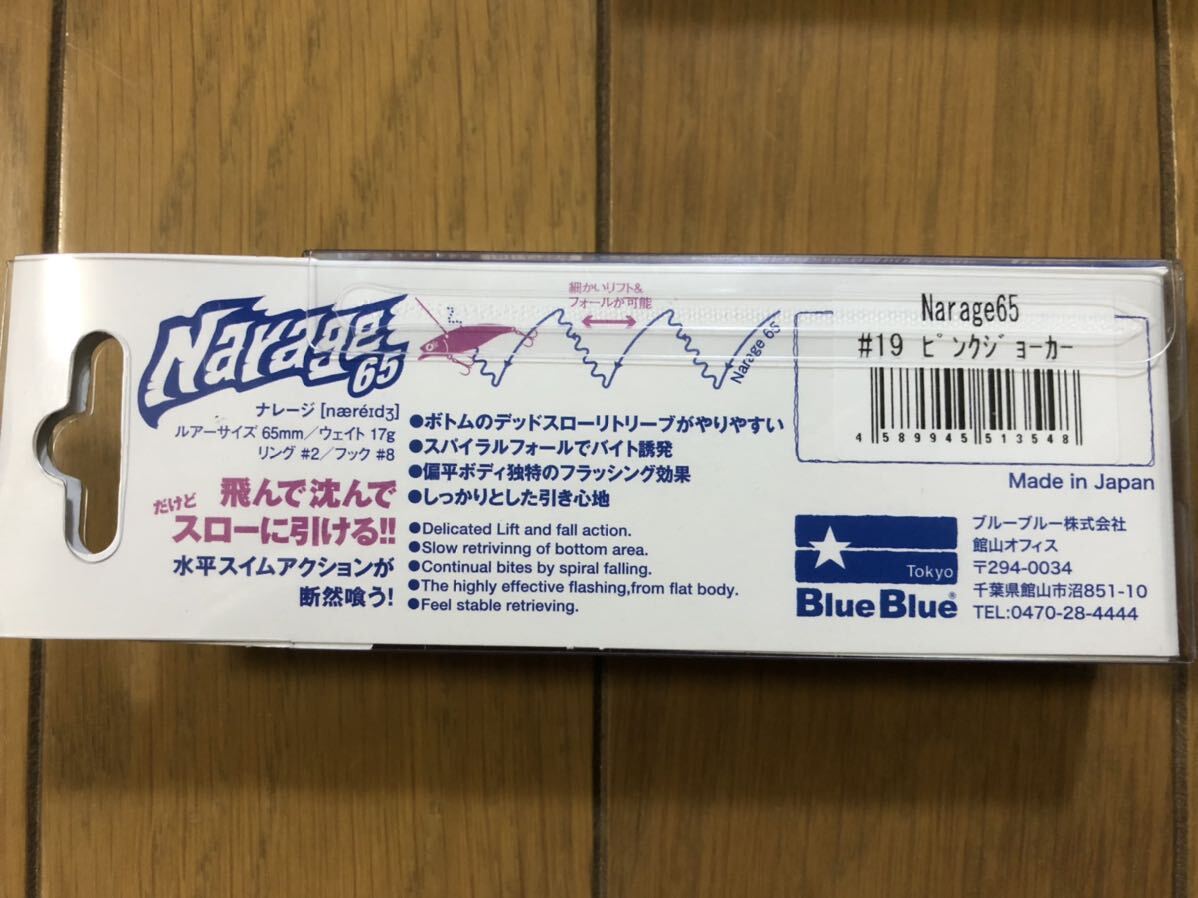 Narage
65
ナレージ [næréɪdʒ]
ルアーサイズ 65mm/ウェイト 17g
リング #2/フック #8
だけど 飛んで沈んで
スローに引ける!!
水平スイムアクションが
断然喰う!
細かいリフト&
フォールが可能
Narage 65
●ボトムのデッドスローリトリーブがやりやすい
●スパイラルフォールでバイト誘発
●偏平ボディ独特のフラッシング効果
●しっかりとした引き心地
●Delicated Lift and fall action.
●Slow retrivinng of bottom area.
●Continual bites by spiral falling.
●The highly effective flashing,from flat body.
●Feel stable retrieving.
Narage65
#19 ピンクジョーカー
4 589945 513548
Made in Japan
Tokyo
BlueBlue®
ブルーブルー株式会社
館山オフィス
〒294-0034
千葉県館山市沼851-10
TEL:0470-28-4444